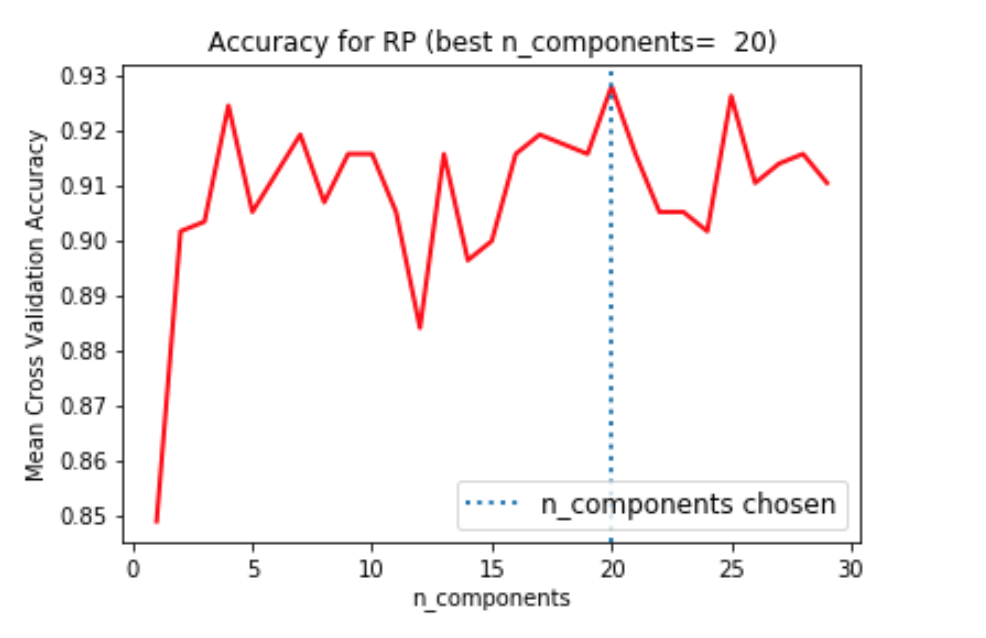 Accuracy for RP (best n_components=  20)
Mean Cross Validation Accuracy
0.93
0.92
0.91
0.90
0.89
0.88
0.87
0.86
0.85
n_components chosen
0 5 10 15 20 25 30
n_components